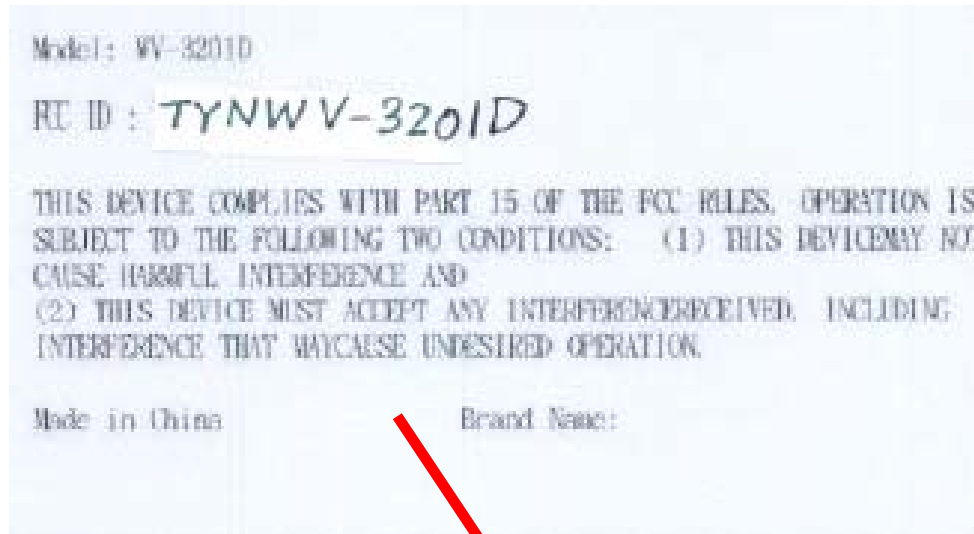 Model: WV-3201D
FCC ID : TYNWV-3201D
THIS DEVICE COMPLIES WITH PART 15 OF THE FCC RULES. OPERATION IS
SUBJECT TO THE FOLLOWING TWO CONDITIONS: (1) THIS DEVICEMAY NOT
CAUSE HARMFUL INTERFERENCE AND
(2) THIS DEVICE MUST ACCEPT ANY INTERFERENCERECEIVED. INCLUDING
INTERFERENCE THAT MAYCAUSE UNDESIRED OPERATION.
Made in China Brand Name: